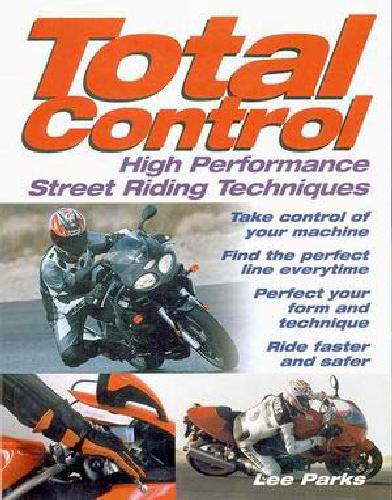 Total
Control
High Performance
Street Riding Techniques
Take control of
your machine
Find the perfect
line everytime
Perfect your
form and
technique
Ride faster
and safer
Lee Parks